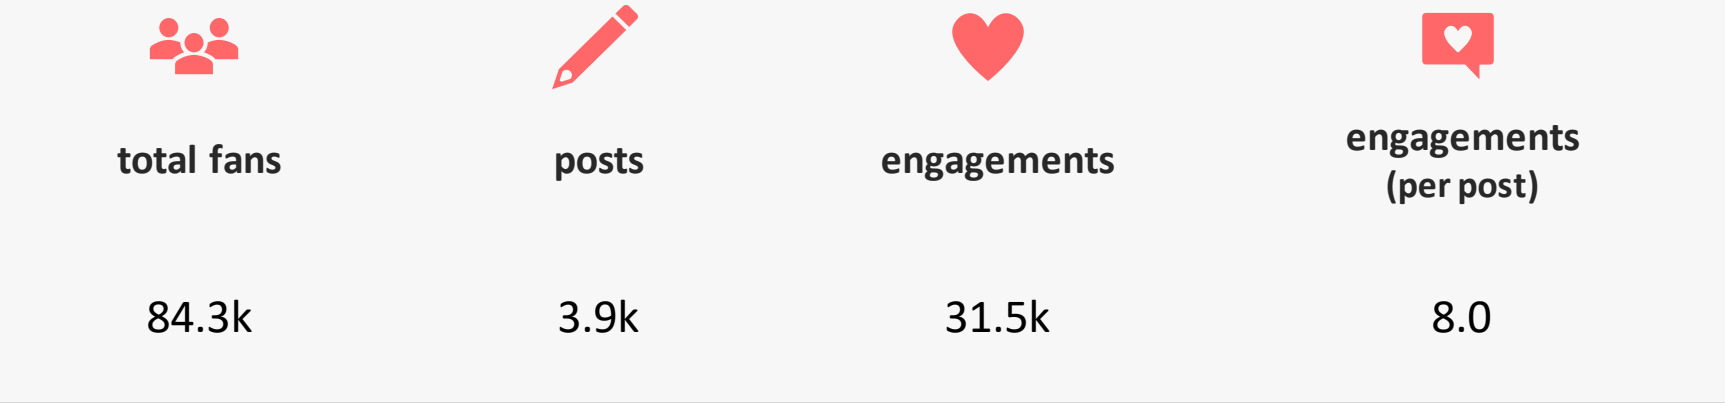 total fans
posts
engagements
engagements
(per post)
84.3k
3.9k
31.5k
8.0